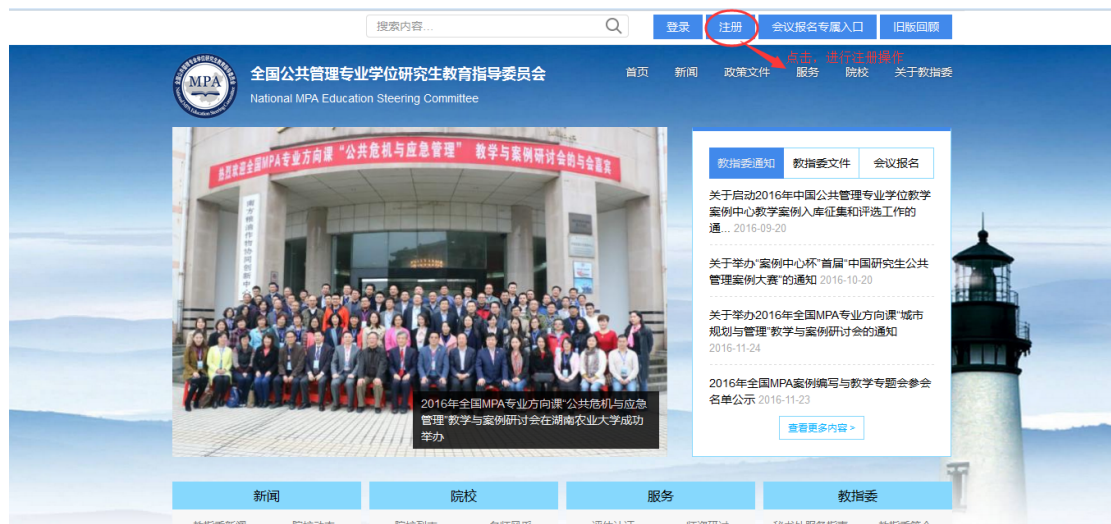 搜索内容...
登录
注册
会议报名专属入口
旧版回顾
点击，进行注册操作
MPA
全国公共管理专业学位研究生教育指导委员会
National MPA Education Steering Committee
首页
新闻
政策文件
服务
院校
关于教指委
热烈欢迎全国MPA专业方向课“公共危机与应急管理” 教学与案例研讨会的与会嘉宾
南方粮油作物协同创新中心
2016年全国MPA专业方向课“公共危机与应急
管理”教学与案例研讨会在湖南农业大学成功
举办
教指委通知
教指委文件
会议报名
关于启动2016年中国公共管理专业学位教学
案例中心教学案例入库征集和评选工作的
通... 2016-09-20
关于举办“案例中心杯”首届“中国研究生公共
管理案例大赛”的通知 2016-10-20
关于举办2016年全国MPA专业方向课“城市
规划与管理”教学与案例研讨会的通知
2016-11-24
2016年全国MPA案例编写与教学专题会参会
名单公示 2016-11-23
查看更多内容 >
新闻
院校
服务
教指委